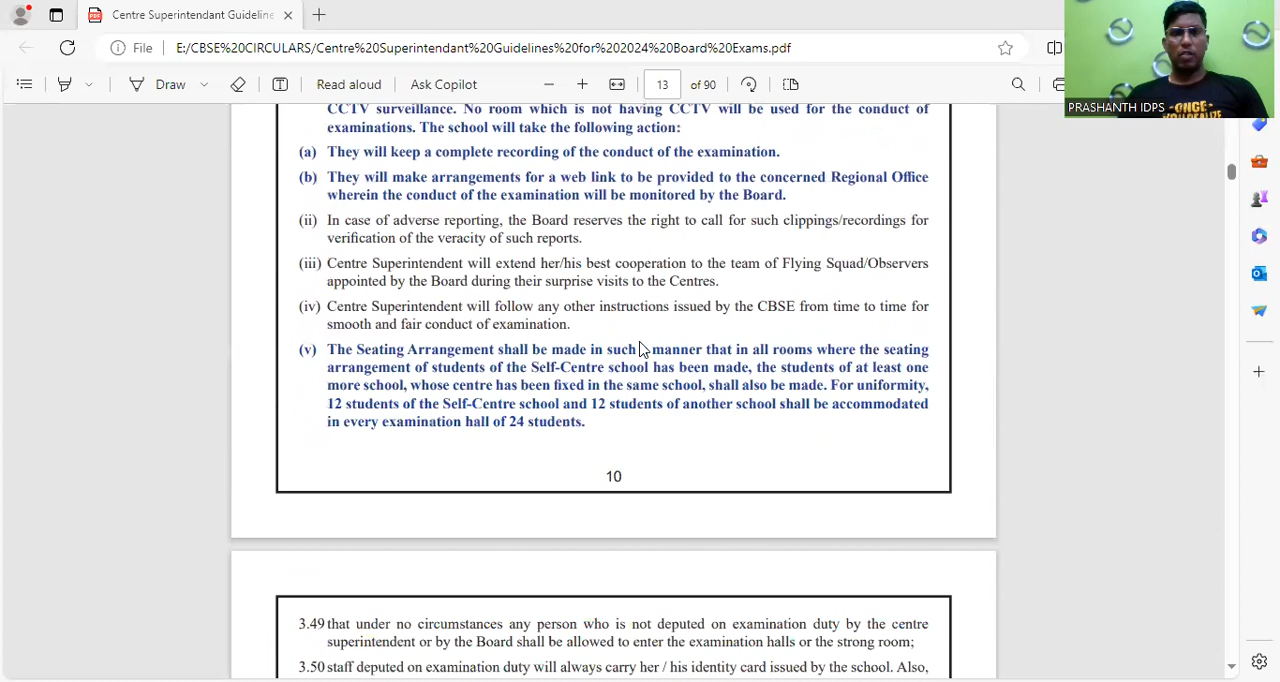 Centre Superintendant Guideline
File
E:/CBSE%20CIRCULARS/Centre%20Superintendant%20Guidelines%20for%202024%20Board%20Exams.pdf
Draw
Read aloud
Ask Copilot
13
of 90
PRASHANTH IDPS
ONCE
CCTV surveillance. No room which is not having CCTV will be used for the conduct of
examinations. The school will take the following action:
(a) They will keep a complete recording of the conduct of the examination.
(b) They will make arrangements for a web link to be provided to the concerned Regional Office
wherein the conduct of the examination will be monitored by the Board.
(ii) In case of adverse reporting, the Board reserves the right to call for such clippings/recordings for
verification of the veracity of such reports.
(iii) Centre Superintendent will extend her/his best cooperation to the team of Flying Squad/Observers
appointed by the Board during their surprise visits to the Centres.
(iv) Centre Superintendent will follow any other instructions issued by the CBSE from time to time for
smooth and fair conduct of examination.
(v) The Seating Arrangement shall be made in such manner that in all rooms where the seating
arrangement of students of the Self-Centre school has been made, the students of at least one
more school, whose centre has been fixed in the same school, shall also be made. For uniformity,
12 students of the Self-Centre school and 12 students of another school shall be accommodated
in every examination hall of 24 students.
10
3.49 that under no circumstances any person who is not deputed on examination duty by the centre
superintendent or by the Board shall be allowed to enter the examination halls or the strong room;
3.50 staff deputed on examination duty will always carry her / his identity card issued by the school. Also,